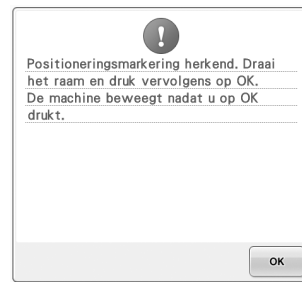 Positioneringsmarkering herkend. Draai
het raam en druk vervolgens op OK.
De machine beweegt nadat u op OK
drukt.
OK